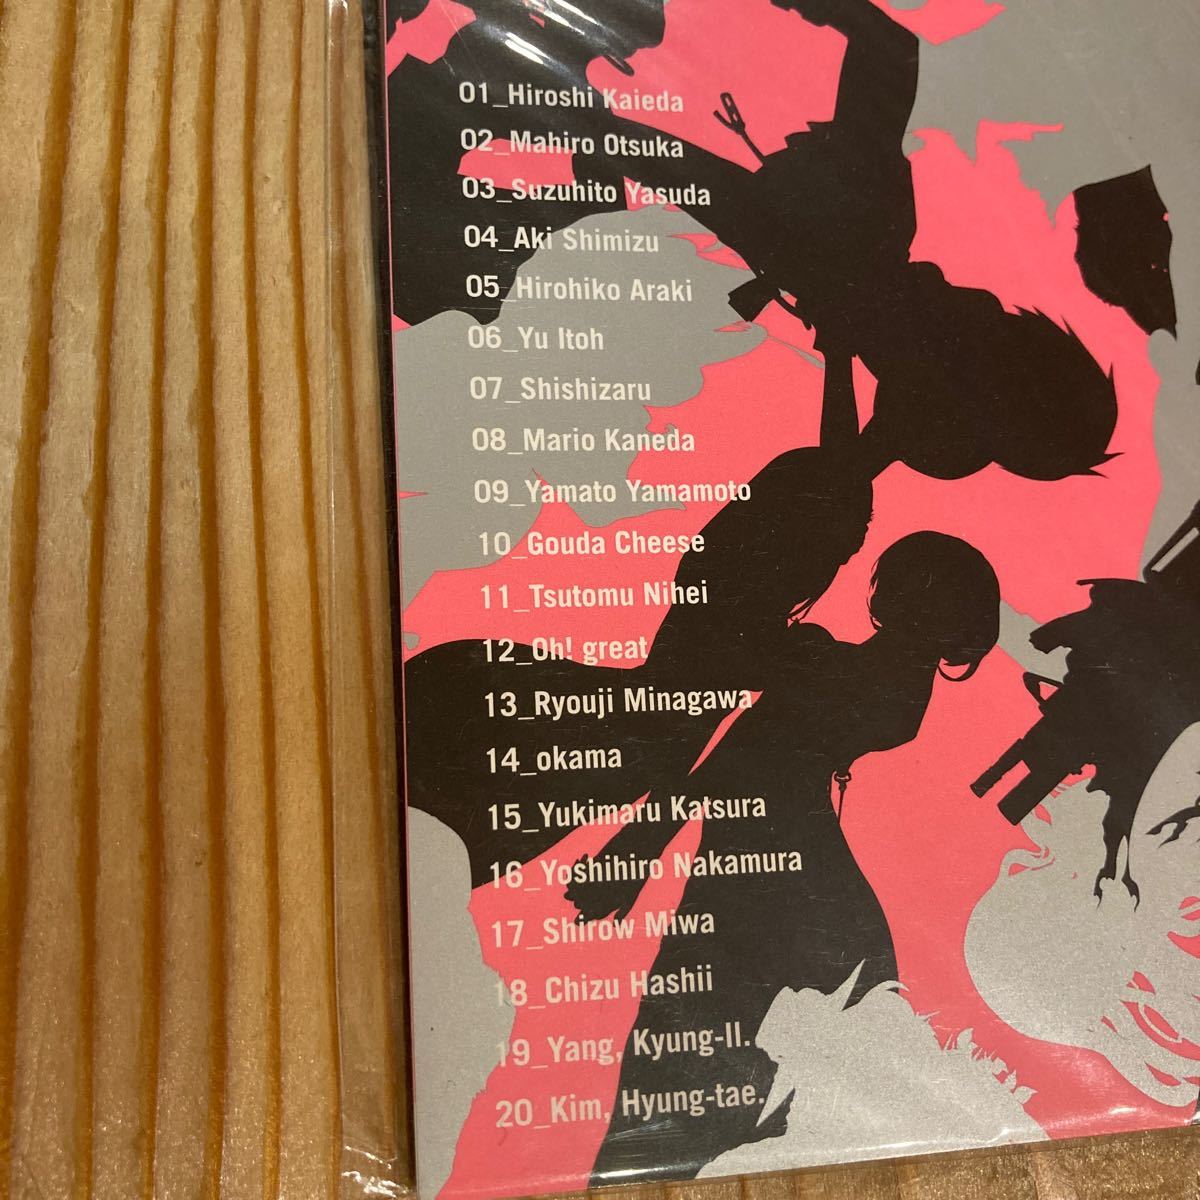 01_Hiroshi Kaieda
02_Mahiro Otsuka
03_Suzuhito Yasuda
04_Aki Shimizu
05_Hirohiko Araki
06_Yu Itoh
07_Shishizaru
08_Mario Kaneda
09_Yamato Yamamoto
10_Gouda Cheese
11_Tsutomu Nihei
12_Oh! great
13_Ryouji Minagawa
14_okama
15_Yukimaru Katsura
16_Yoshihiro Nakamura
17_Shirow Miwa
18_Chizu Hashii
19_Yang, Kyung-Il.
20_Kim, Hyung-tae.